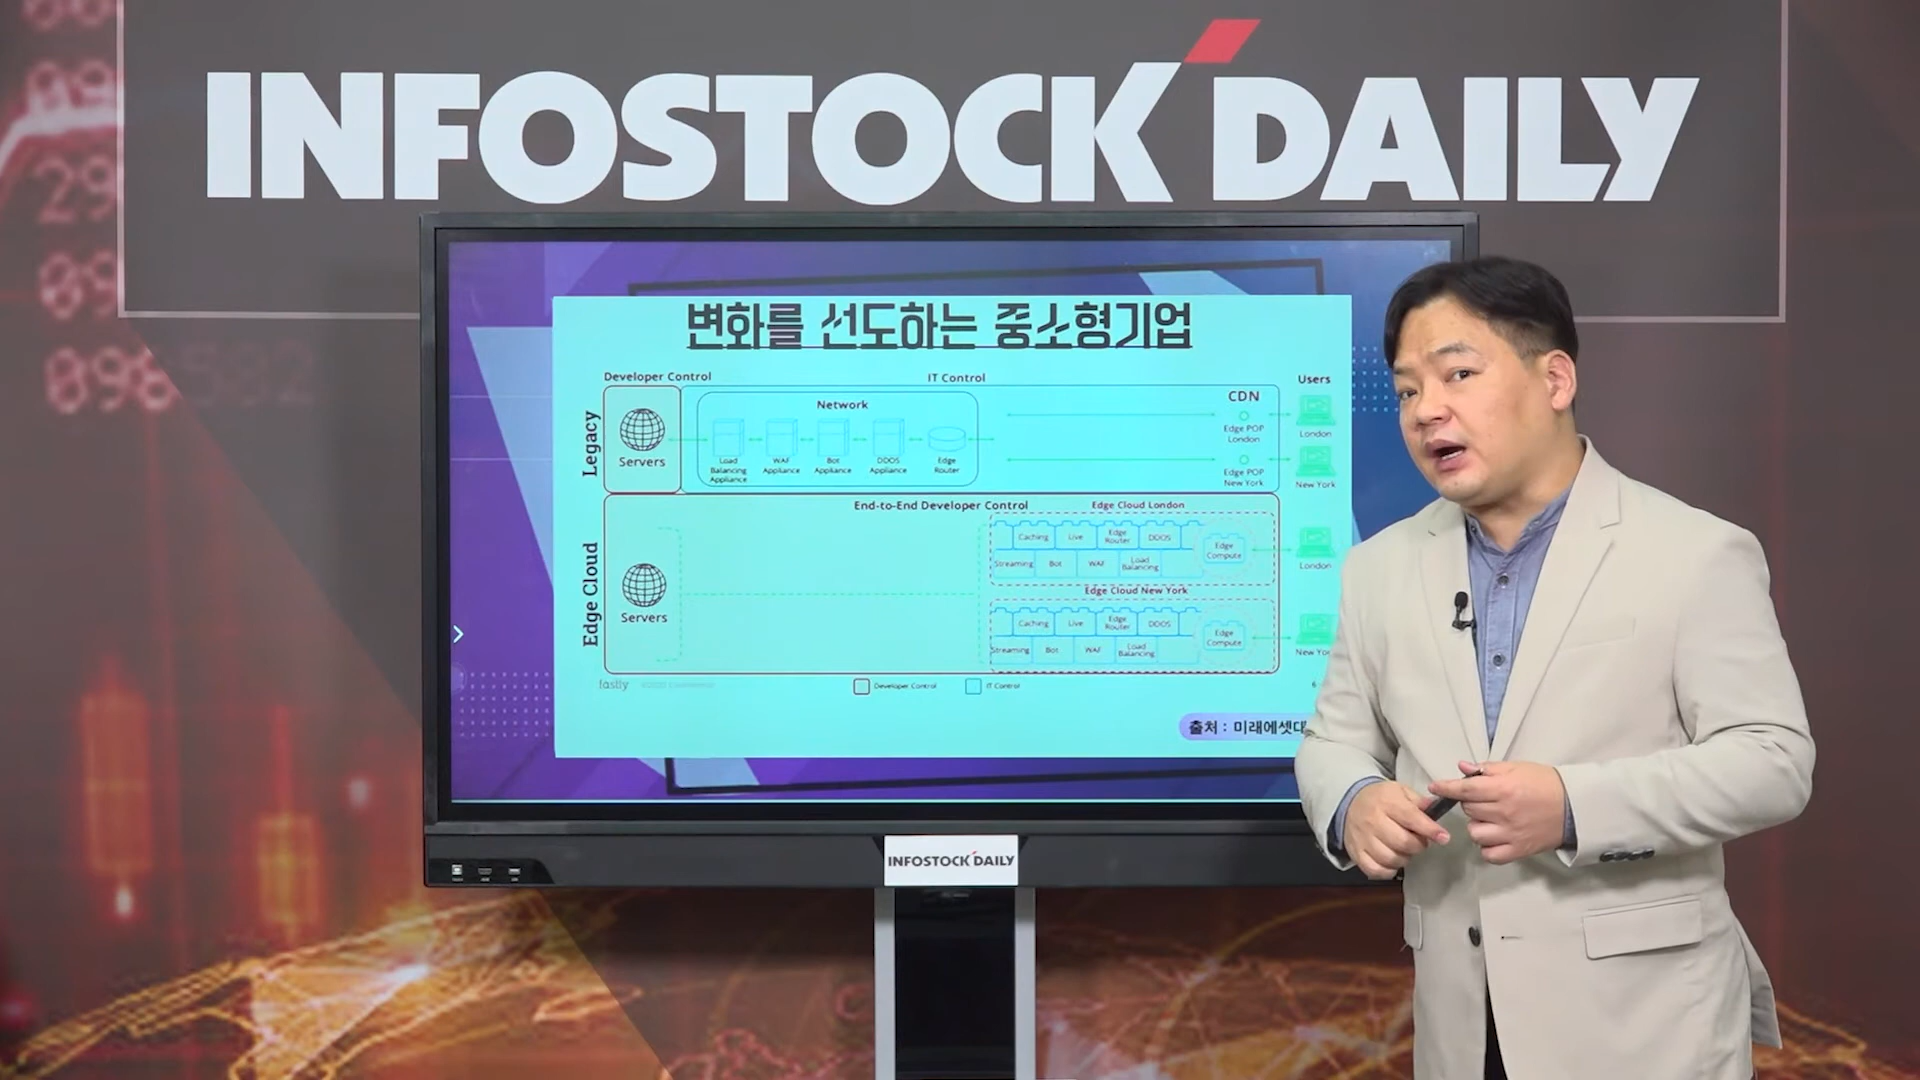 INFOSTOCK DAILY
변화를 선도하는 중소형기업
Developer Control
IT Control
Users
Legacy
Servers
Network
Load
Balancing
Appliance
WAF
Appliance
Bot
Appliance
DDOS
Appliance
Edge
Router
CDN
Edge POP
London
Edge POP
New York
London
New York
Edge Cloud
Servers
End-to-End Developer Control
Edge Cloud London
Caching
Live
Edge
Router
DDOS
Streaming
Bot
WAF
Load
Balancing
Edge
Compute
London
Edge Cloud New York
Caching
Live
Edge
Router
DDOS
Streaming
Bot
WAF
Load
Balancing
Edge
Compute
New
fastly
Developer Control
IT Control
6
출처 : 미래에셋대
INFOSTOCK DAILY
098